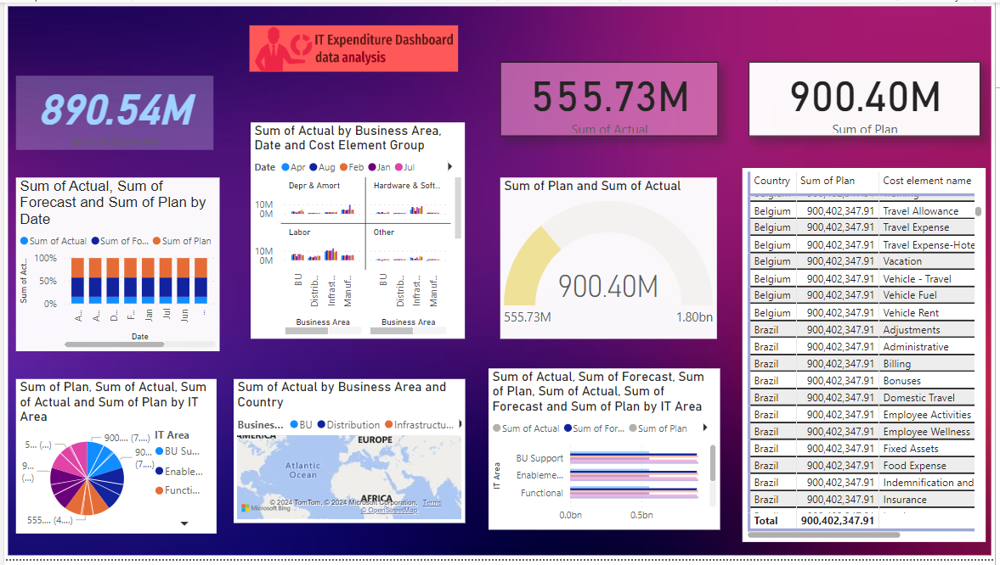 IT Expenditure Dashboard
data analysis
890.54M
555.73M
Sum of Actual
900.40M
Sum of Plan
Sum of Actual, Sum of
Forecast and Sum of Plan by
Date
Sum of Actual
Sum of Fo...
Sum of Plan
Sum of Act...
100%
50%
0%
A...
A...
D...
F...
Jan
Jul
Jun
...
Date
Sum of Actual by Business Area,
Date and Cost Element Group
Date
Apr
Aug
Feb
Jan
Jul
Depr & Amort
Hardware & Soft...
10M
0M
Labor
Other
10M
0M
BU
Distrib...
Infrast...
Manuf...
BU
Distrib...
Infrast...
Manuf...
Business Area
Business Area
Sum of Plan and Sum of Actual
900.40M
555.73M
1.80bn
Country Sum of Plan Cost element name
Belgium 900,402,347.91 Travel Allowance
Belgium 900,402,347.91 Travel Expense
Belgium 900,402,347.91 Travel Expense-Hote
Belgium 900,402,347.91 Vacation
Belgium 900,402,347.91 Vehicle - Travel
Belgium 900,402,347.91 Vehicle Fuel
Belgium 900,402,347.91 Vehicle Rent
Brazil 900,402,347.91 Adjustments
Brazil 900,402,347.91 Administrative
Brazil 900,402,347.91 Billing
Brazil 900,402,347.91 Bonuses
Brazil 900,402,347.91 Domestic Travel
Brazil 900,402,347.91 Employee Activities
Brazil 900,402,347.91 Employee Wellness
Brazil 900,402,347.91 Fixed Assets
Brazil 900,402,347.91 Food Expense
Brazil 900,402,347.91 Indemnification and
Brazil 900,402,347.91 Insurance
Total 900,402,347.91
Sum of Plan, Sum of Actual, Sum
of Actual and Sum of Plan by IT
Area
5... (...)
900.... (7....)
90...
(7....)
9...
(...)
555.... (4....)
IT Area
BU Su...
Enable...
Functi...
Sum of Actual by Business Area and
Country
Busines...
BU
Distribution
Infrastructu...
AMERICA
EUROPE
Atlantic
Ocean
AFRICA
© 2024 TomTom, © 2024 Microsoft Corporation, Terms
© OpenStreetMap
Microsoft Bing
Sum of Actual, Sum of Forecast, Sum
of Plan, Sum of Actual, Sum of
Forecast and Sum of Plan by IT Area
Sum of Actual
Sum of For...
Sum of Plan
IT Area
BU Support
Enableme...
Functional
0.0bn
0.5bn